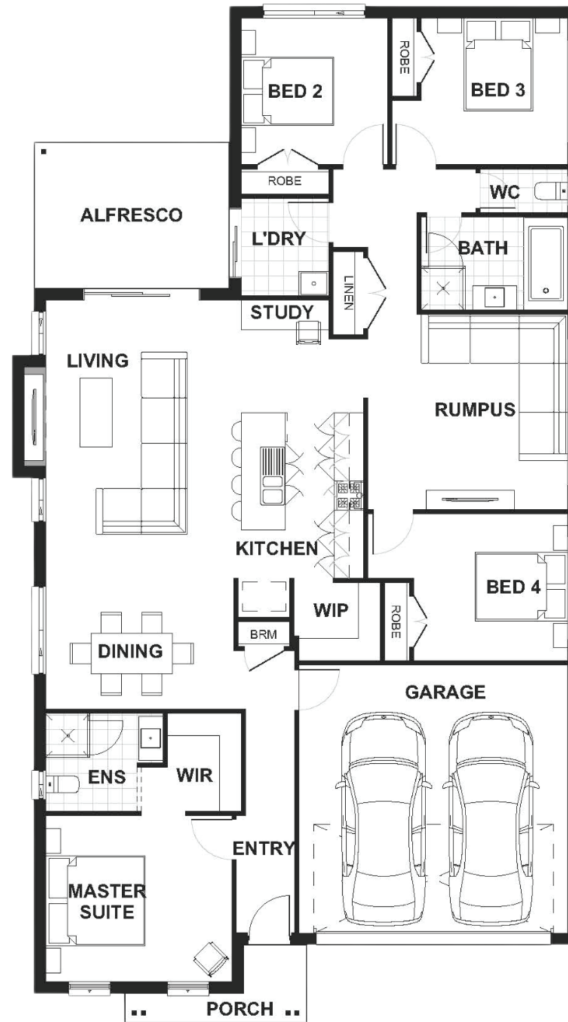 BED 2
ROBE
BED 3
ROBE
WC
ALFRESCO
L'DRY
BATH
LINEN
STUDY
LIVING
RUMPUS
KITCHEN
BED 4
WIP
ROBE
BRM
DINING
GARAGE
ENS
WIR
ENTRY
MASTER
SUITE
PORCH